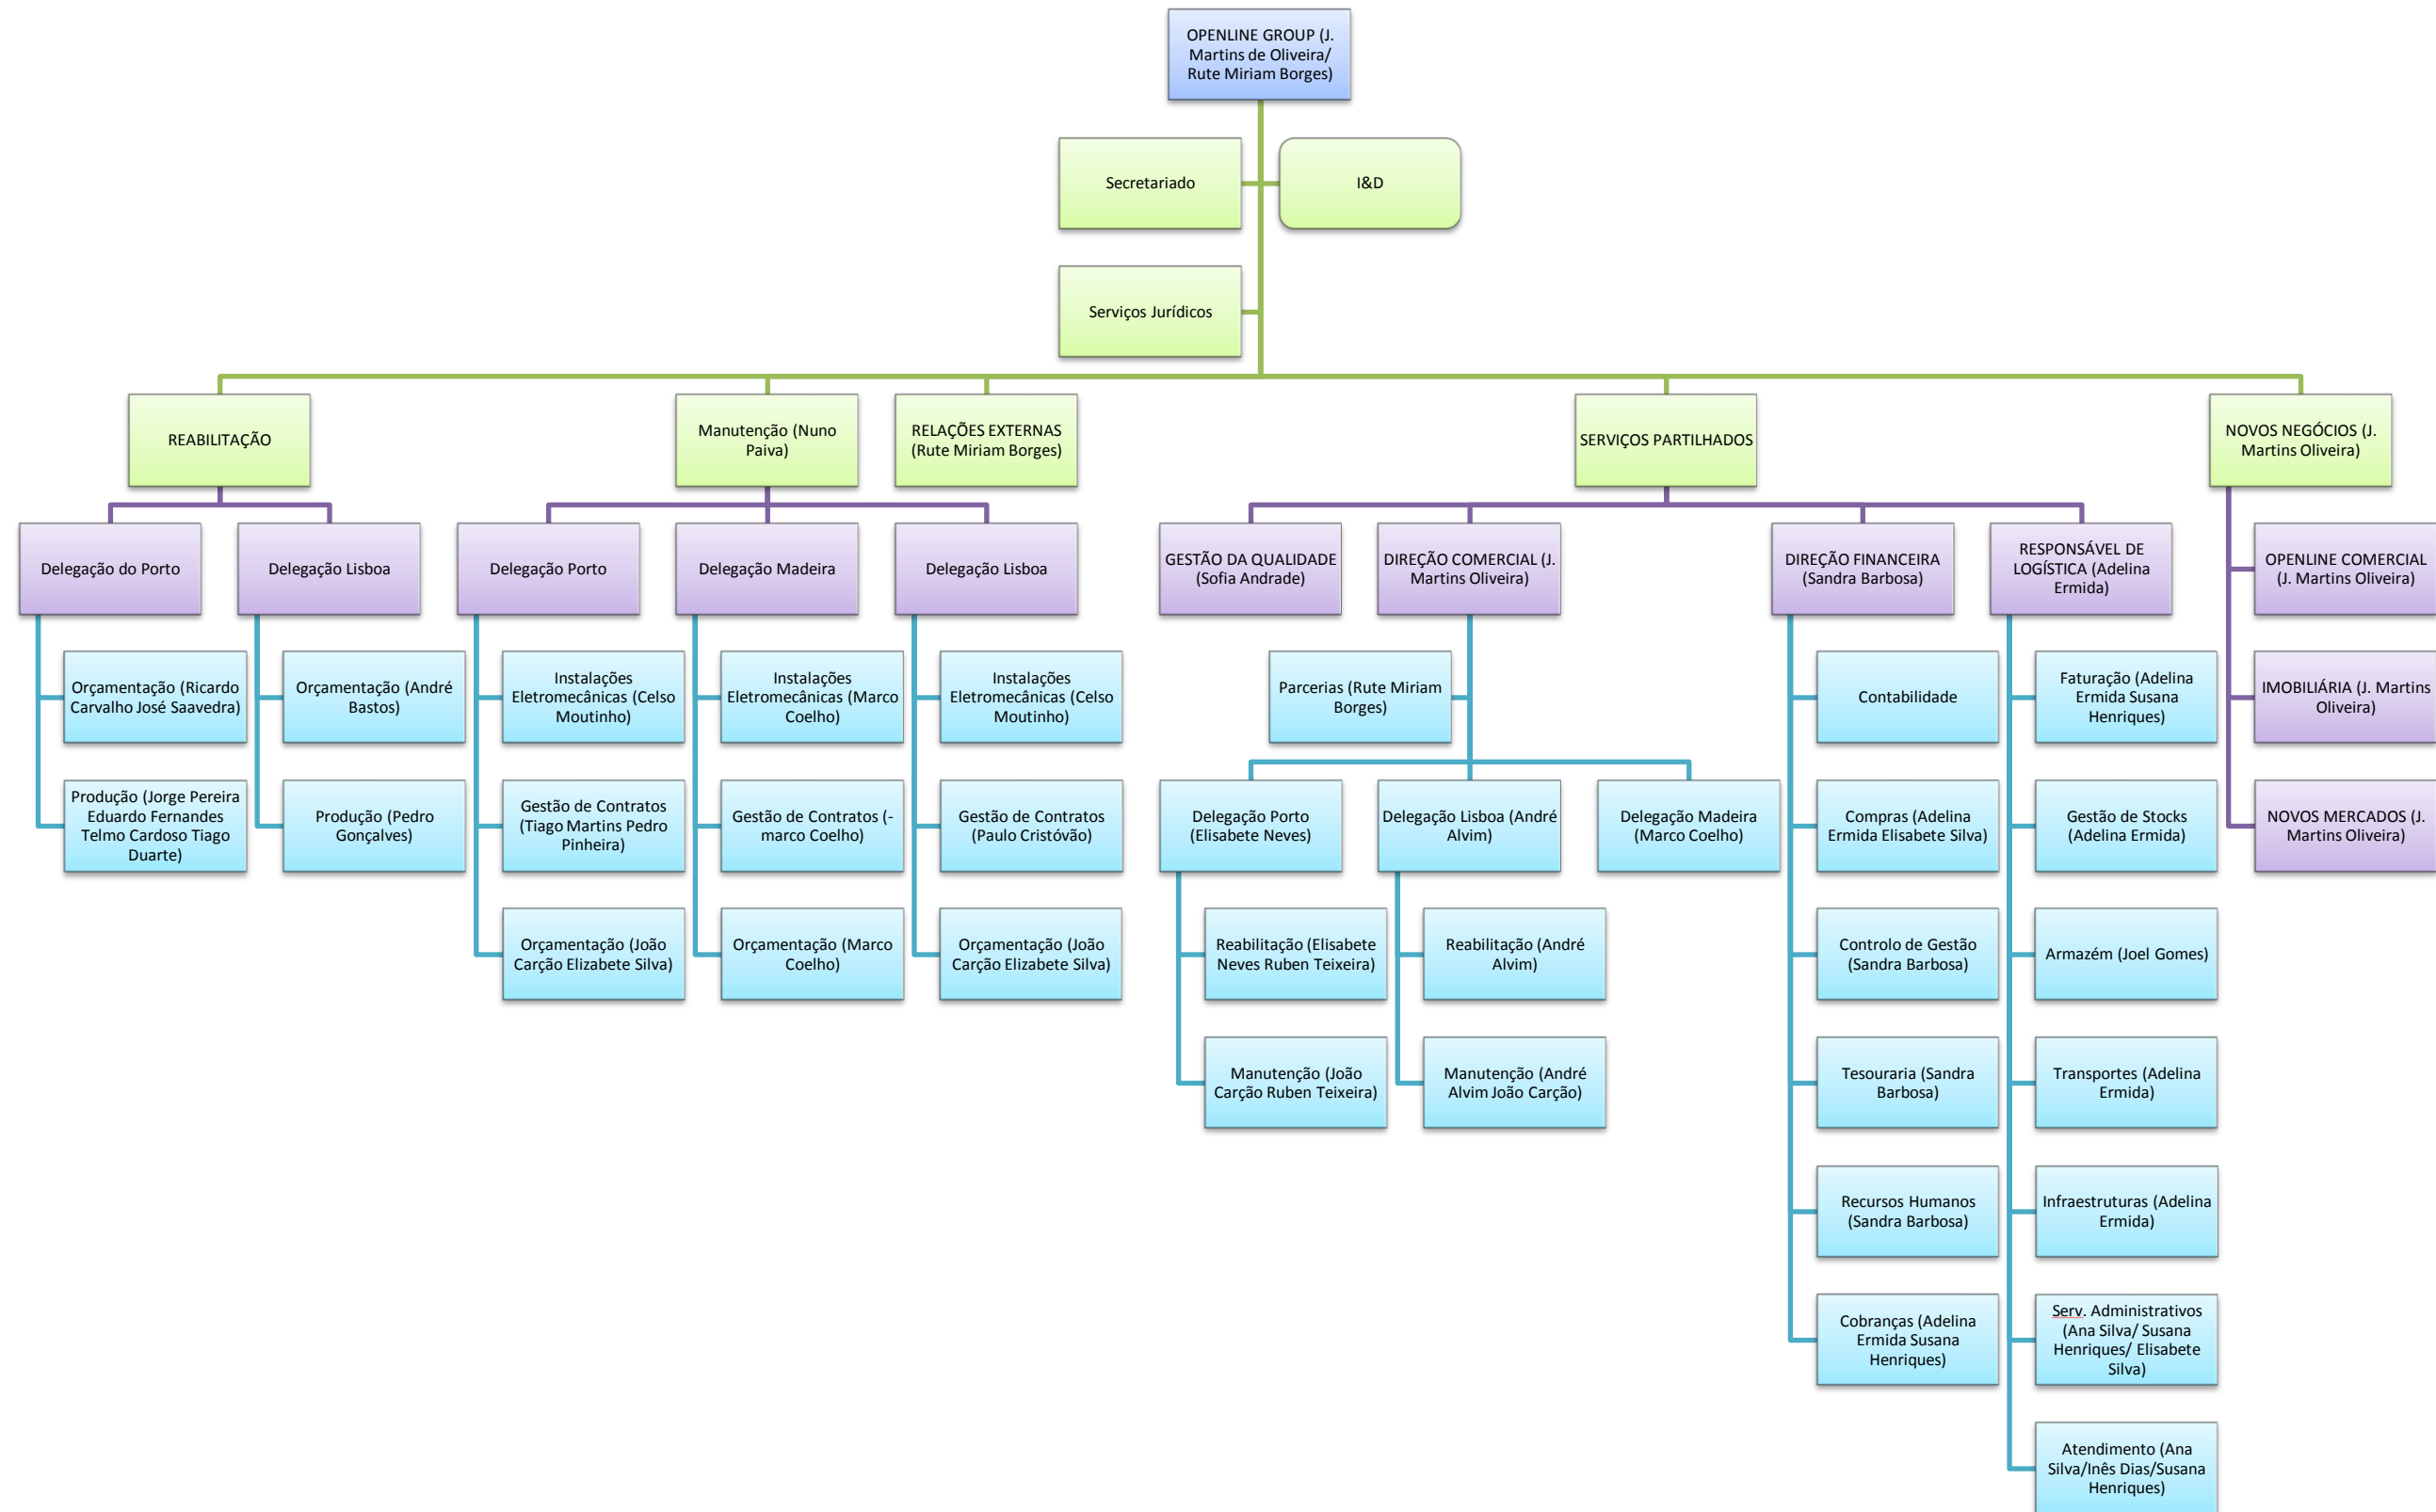 OPENLINE GROUP (J.
Martins de Oliveira/
Rute Miriam Borges)
Secretariado
I&D
Serviços Jurídicos
REABILITAÇÃO
Manutenção (Nuno
Paiva)
RELAÇÕES EXTERNAS
(Rute Miriam Borges)
SERVIÇOS PARTILHADOS
NOVOS NEGÓCIOS (J.
Martins Oliveira)
Delegação do Porto
Delegação Lisboa
Delegação Porto
Delegação Madeira
Delegação Lisboa
GESTÃO DA QUALIDADE
(Sofia Andrade)
DIREÇÃO COMERCIAL (J.
Martins Oliveira)
DIREÇÃO FINANCEIRA
(Sandra Barbosa)
RESPONSÁVEL DE
LOGÍSTICA (Adelina
Ermida)
OPENLINE COMERCIAL
(J. Martins Oliveira)
Orçamentação (Ricardo
Carvalho José Saavedra)
Orçamentação (André
Bastos)
Instalações
Eletromecânicas (Celso
Moutinho)
Instalações
Eletromecânicas (Marco
Coelho)
Instalações
Eletromecânicas (Celso
Moutinho)
Parcerias (Rute Miriam
Borges)
Contabilidade
Faturação (Adelina
Ermida Susana
Henriques)
IMOBILIÁRIA (J. Martins
Oliveira)
Produção (Jorge Pereira
Eduardo Fernandes
Telmo Cardoso Tiago
Duarte)
Produção (Pedro
Gonçalves)
Gestão de Contratos
(Tiago Martins Pedro
Pinheira)
Gestão de Contratos (-
marco Coelho)
Gestão de Contratos
(Paulo Cristóvão)
Delegação Porto
(Elisabete Neves)
Delegação Lisboa (André
Alvim)
Delegação Madeira
(Marco Coelho)
Compras (Adelina
Ermida Elisabete Silva)
Gestão de Stocks
(Adelina Ermida)
NOVOS MERCADOS (J.
Martins Oliveira)
Orçamentação (João
Carção Elizabete Silva)
Orçamentação (Marco
Coelho)
Orçamentação (João
Carção Elizabete Silva)
Reabilitação (Elisabete
Neves Ruben Teixeira)
Reabilitação (André
Alvim)
Controlo de Gestão
(Sandra Barbosa)
Armazém (Joel Gomes)
Manutenção (João
Carção Ruben Teixeira)
Manutenção (André
Alvim João Carção)
Tesouraria (Sandra
Barbosa)
Transportes (Adelina
Ermida)
Recursos Humanos
(Sandra Barbosa)
Infraestruturas (Adelina
Ermida)
Cobranças (Adelina
Ermida Susana
Henriques)
Serv. Administrativos
(Ana Silva/ Susana
Henriques/ Elisabete
Silva)
Atendimento (Ana
Silva/Inês Dias/Susana
Henriques)